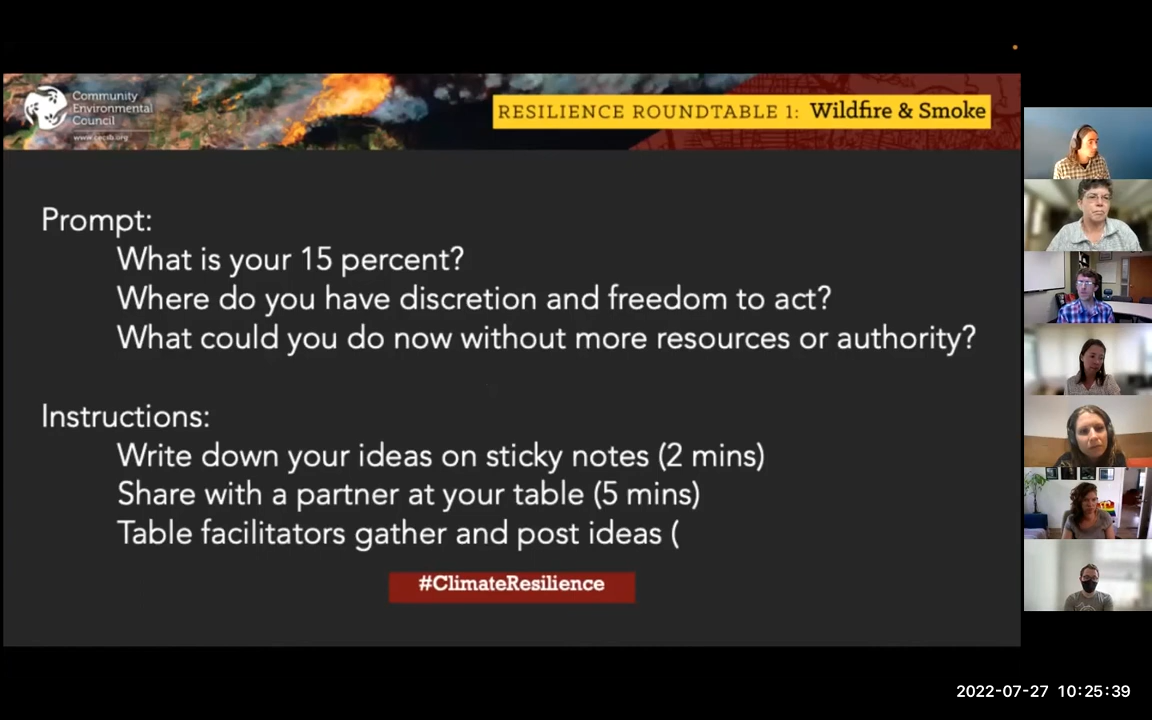 Community
Environmental
Council
www.cecsb.org
RESILIENCE ROUNDTABLE 1: Wildfire & Smoke
Prompt:
What is your 15 percent?
Where do you have discretion and freedom to act?
What could you do now without more resources or authority?
Instructions:
Write down your ideas on sticky notes (2 mins)
Share with a partner at your table (5 mins)
Table facilitators gather and post ideas (
#ClimateResilience
2022-07-27 10:25:39